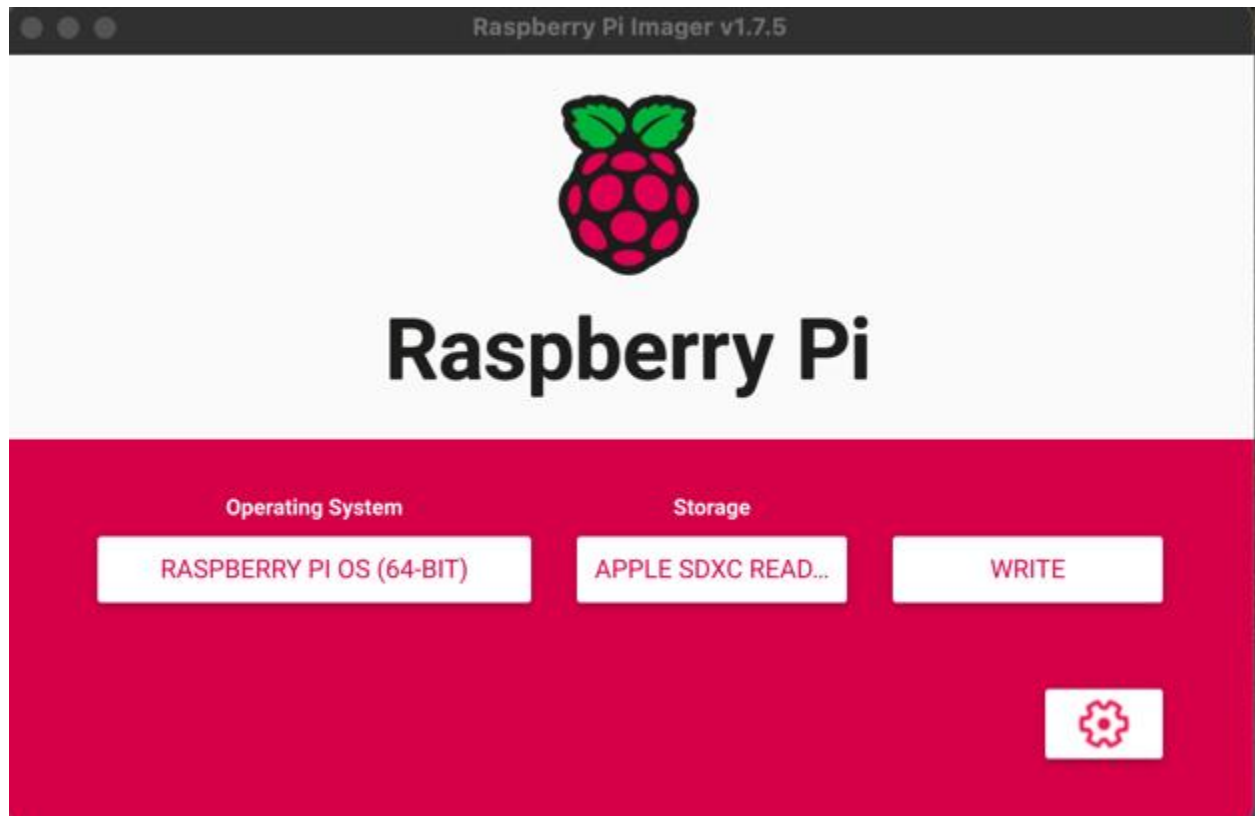 Raspberry Pi Imager v1.7.5
Raspberry Pi
Operating System
Storage
RASPBERRY PI OS (64-BIT)
APPLE SDXC READ...
WRITE